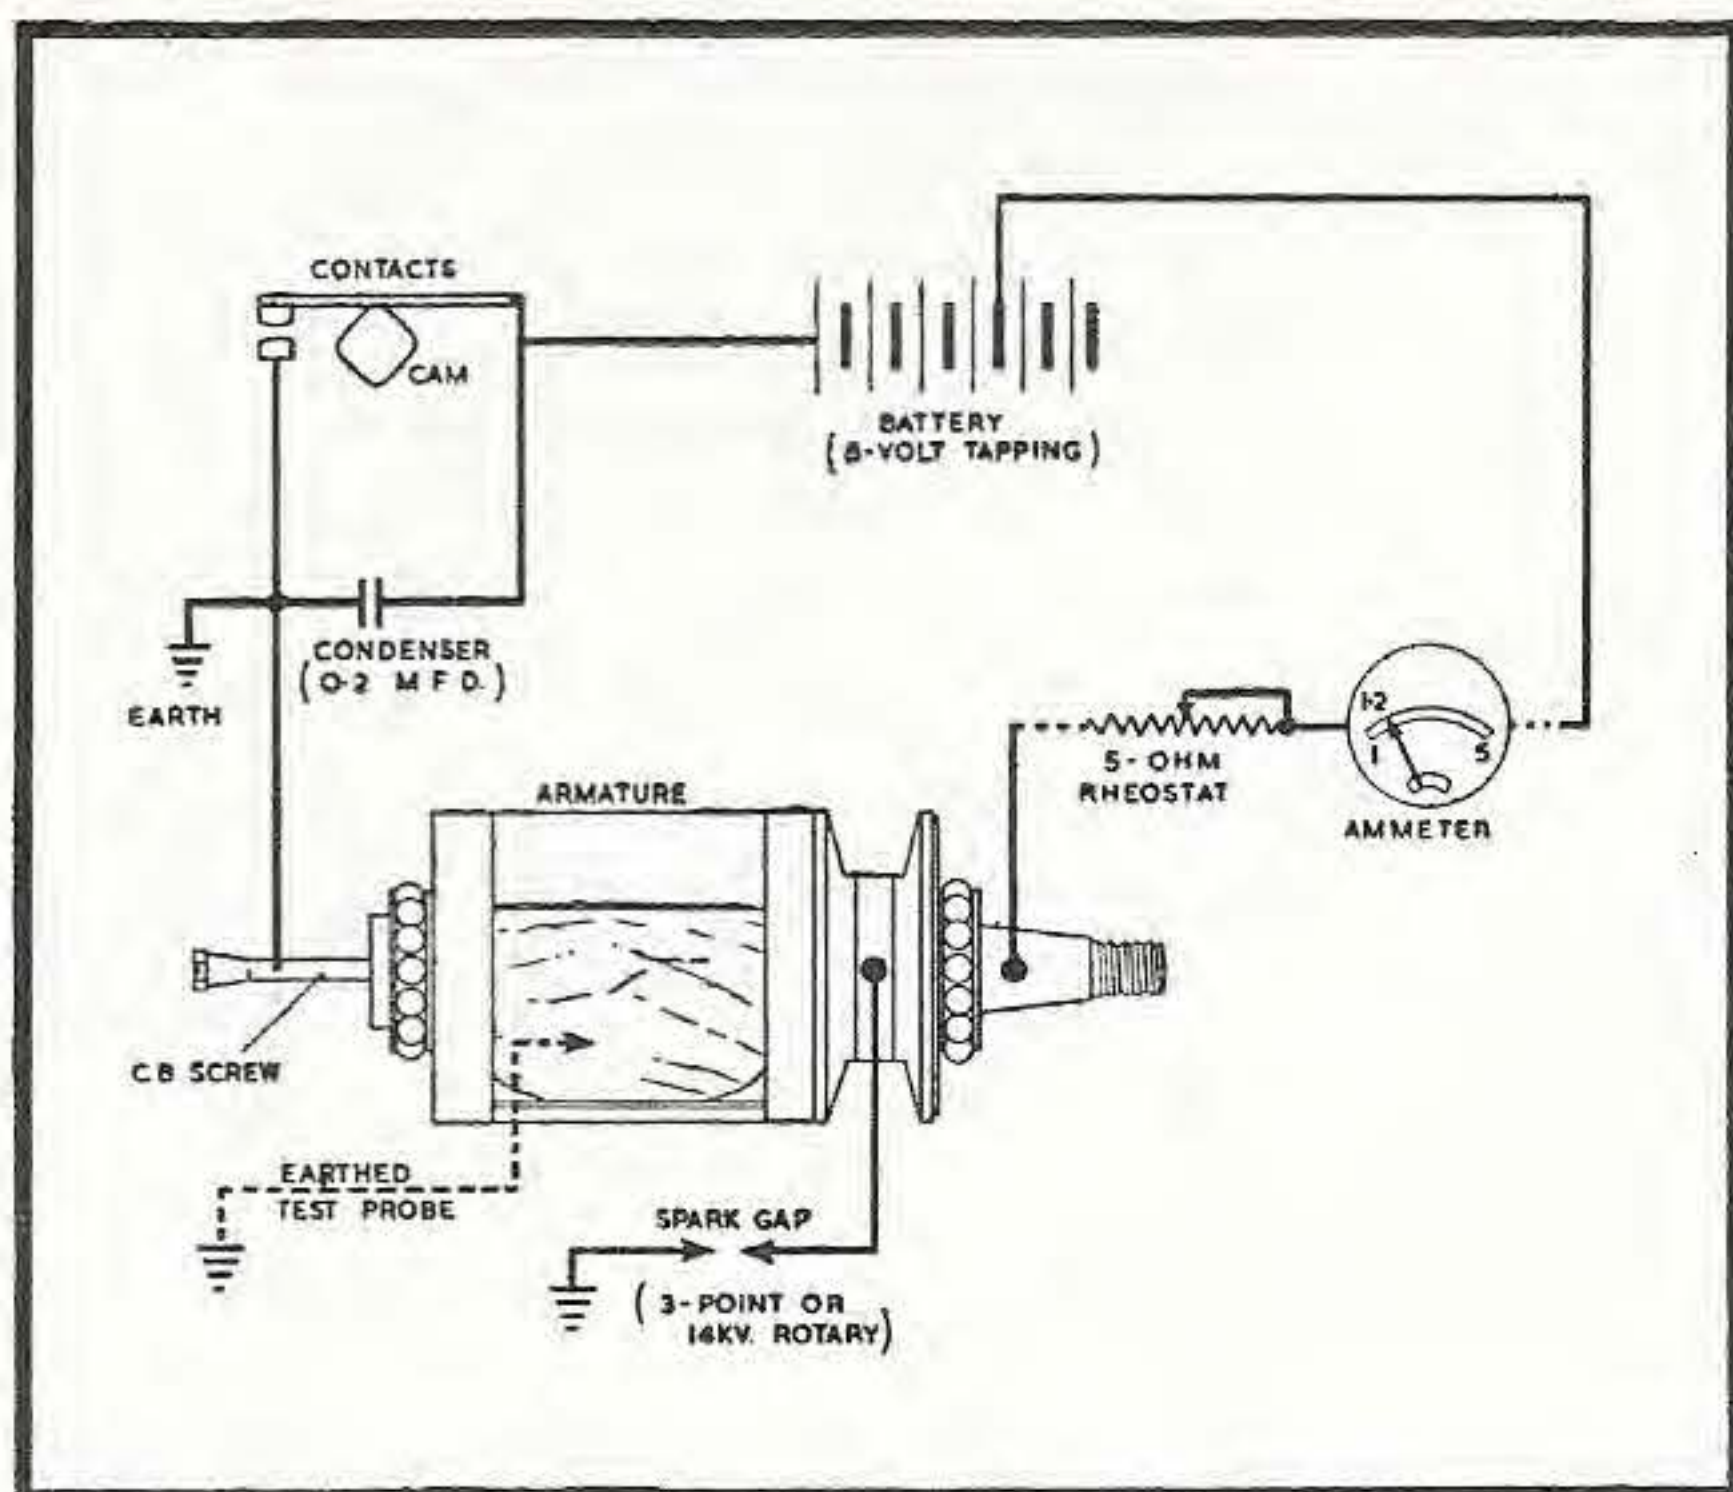 CONTACTS
CAM
BATTERY
(8-VOLT TAPPING)
CONDENSER
(0·2 M F D.)
EARTH
1·2
1
5
5-OHM
RHEOSTAT
AMMETER
ARMATURE
C B SCREW
EARTHED
TEST PROBE
SPARK GAP
(3-POINT OR
14KV. ROTARY)